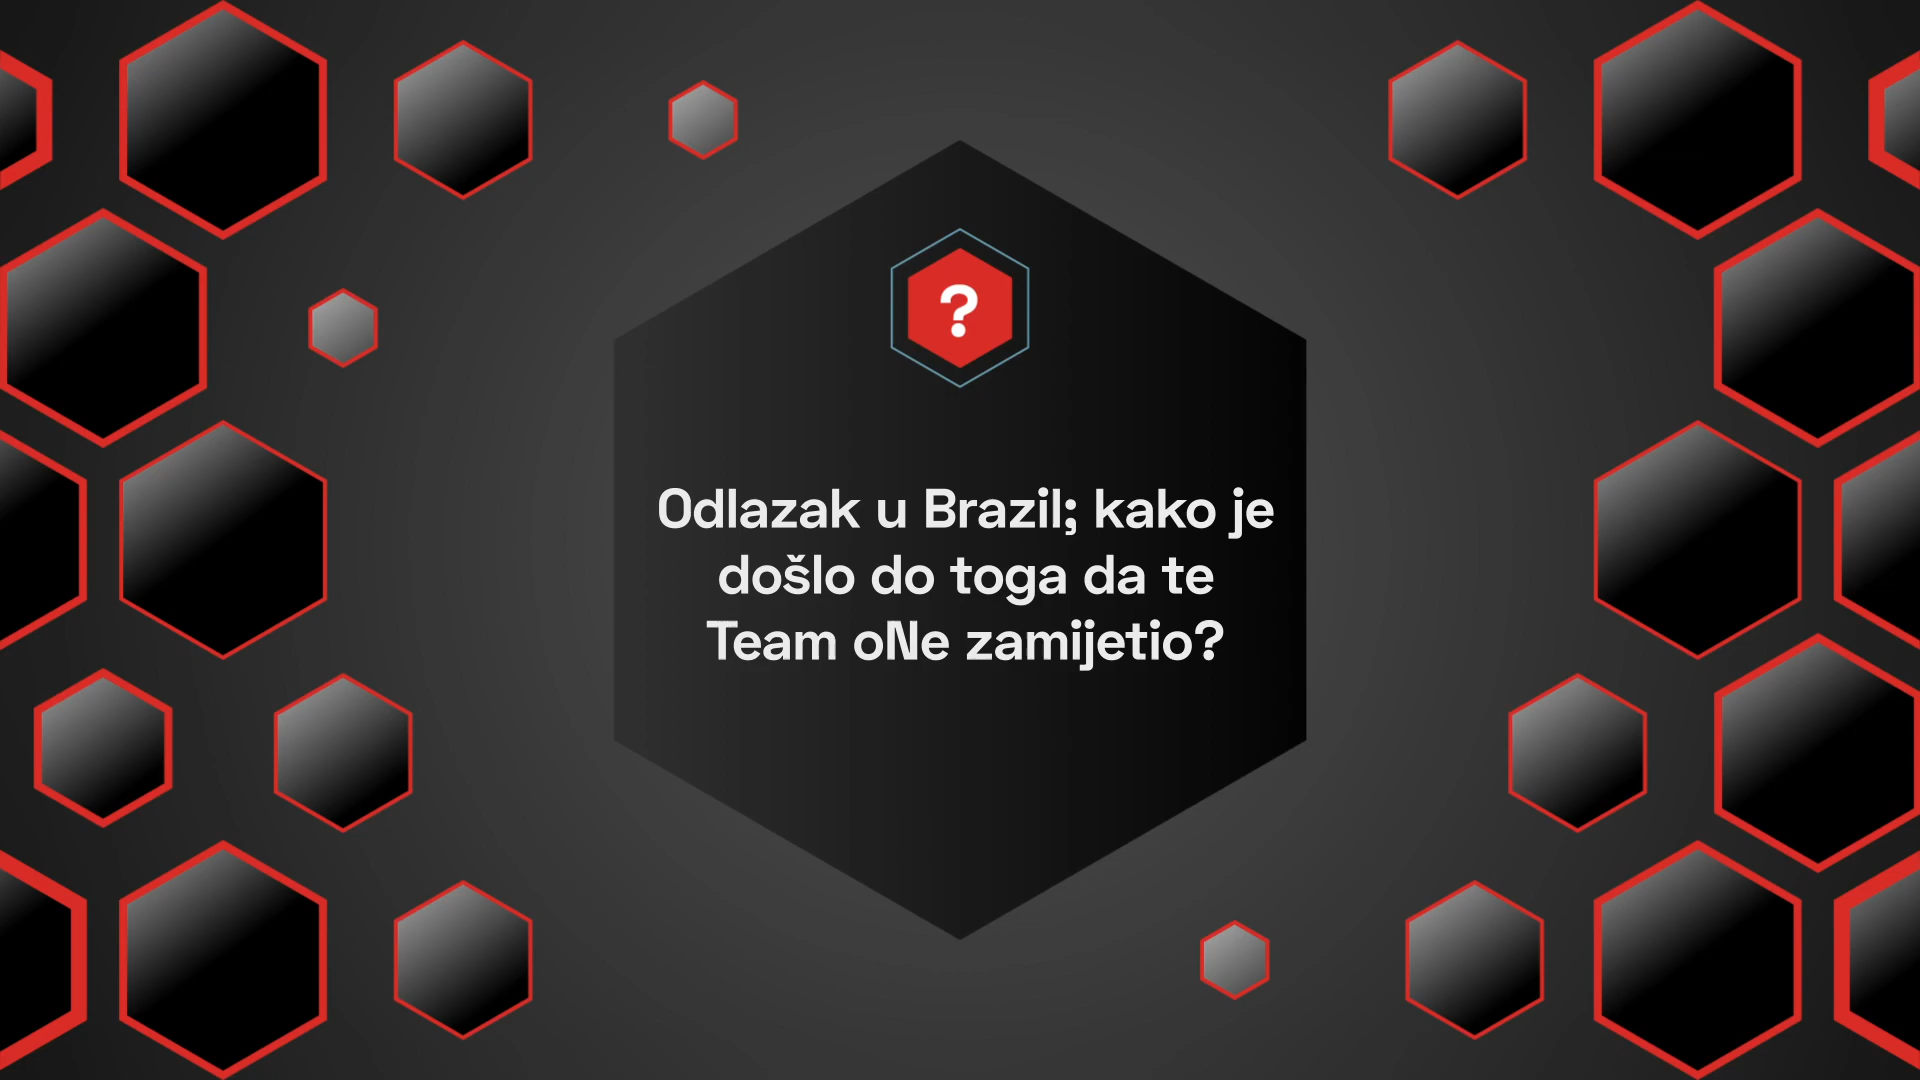 ?
Odlazak u Brazil; kako je
došlo do toga da te
Team oNe zamijetio?